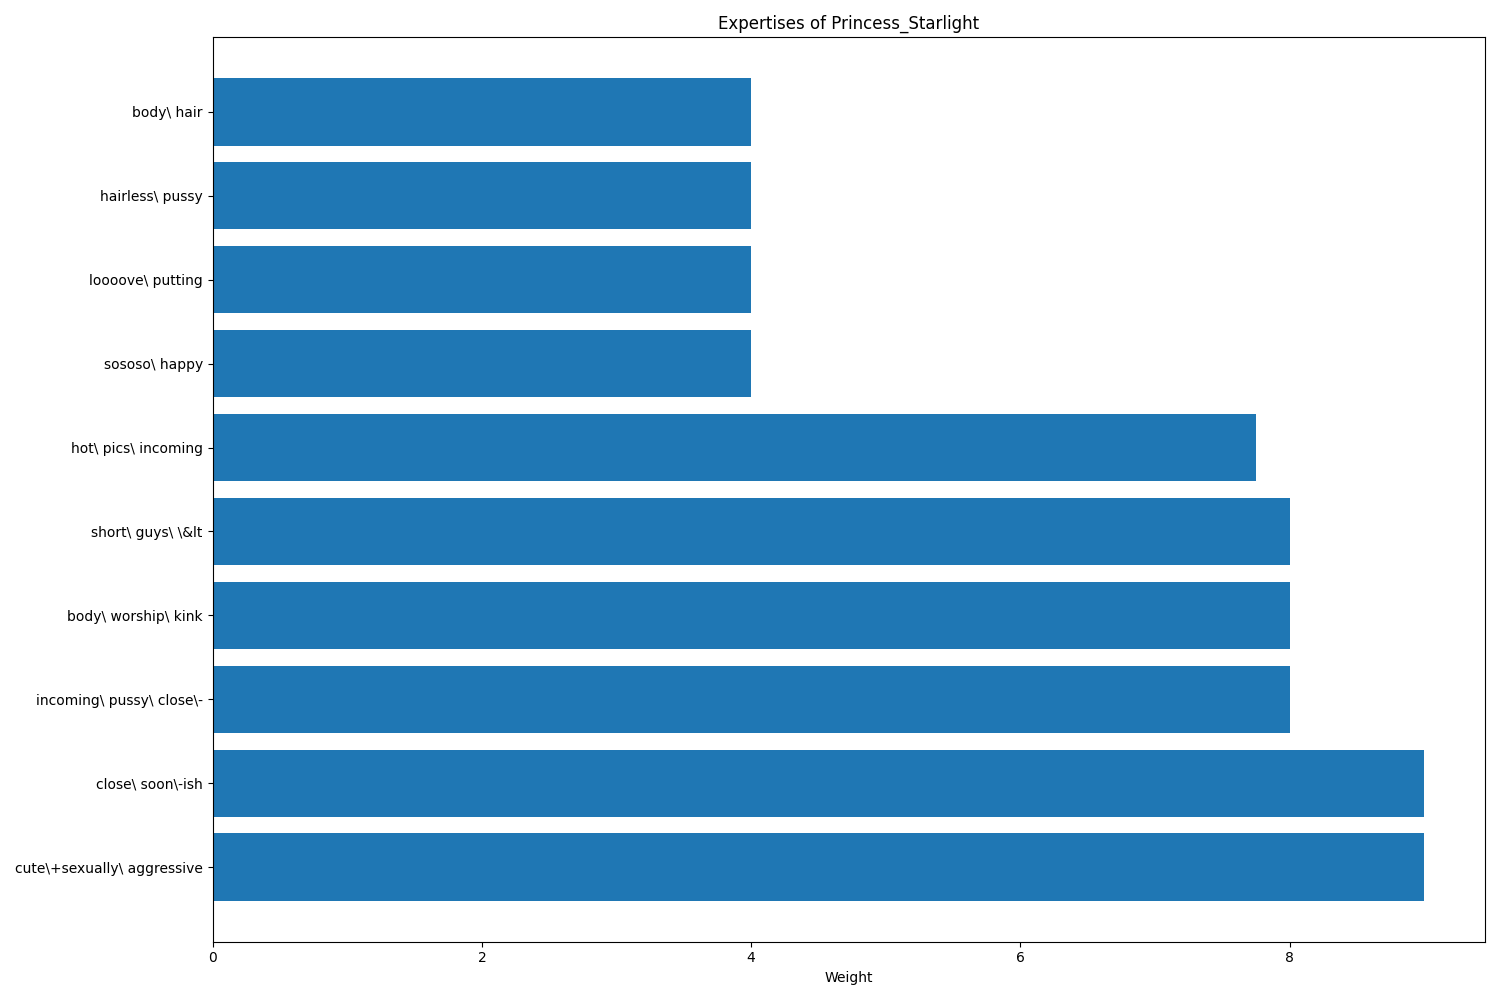 Expertises of Princess_Starlight
body\ hair
hairless\ pussy
loooove\ putting
sososo\ happy
hot\ pics\ incoming
short\ guys\ \&lt
body\ worship\ kink
incoming\ pussy\ close\-
close\ soon\-ish
cute\+sexually\ aggressive
0 2 4 6 8
Weight